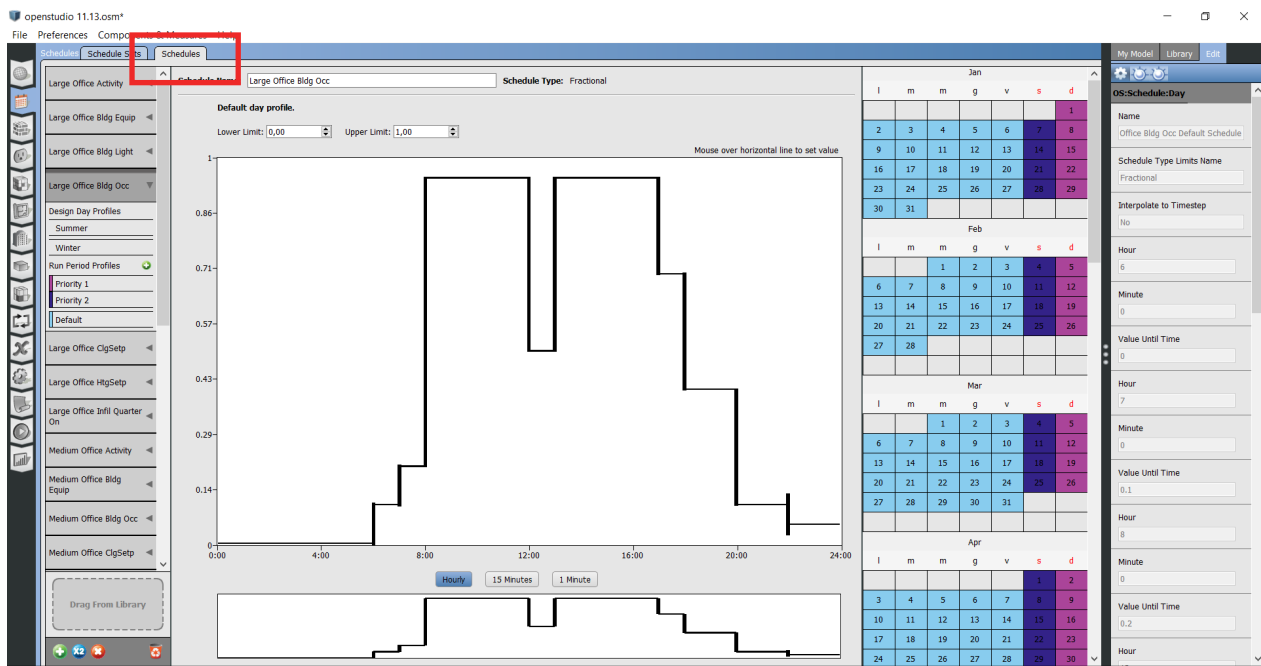 openstudio 11.13.osm*
File Preferences Components & Measures Help
Schedules Schedule Sets Schedules
My Model Library Edit
Large Office Activity
Large Office Bldg Equip
Large Office Bldg Light
Large Office Bldg Occ
Design Day Profiles
Summer
Winter
Run Period Profiles
Priority 1
Priority 2
Default
Large Office ClgSetp
Large Office HtgSetp
Large Office Infil Quarter
On
Medium Office Activity
Medium Office Bldg
Equip
Medium Office Bldg Occ
Medium Office ClgSetp
Drag From Library
X2
Schedule Name: Large Office Bldg Occ Schedule Type: Fractional
Default day profile.
Lower Limit: 0,00 Upper Limit: 1,00
Mouse over horizontal line to set value
1
0.86
0.71
0.57
0.43
0.29
0.14
0
0:00 4:00 8:00 12:00 16:00 20:00 24:00
Hourly 15 Minutes 1 Minute
Jan
l m m g v s d
1
2 3 4 5 6 7 8
9 10 11 12 13 14 15
16 17 18 19 20 21 22
23 24 25 26 27 28 29
30 31
Feb
l m m g v s d
1 2 3 4 5
6 7 8 9 10 11 12
13 14 15 16 17 18 19
20 21 22 23 24 25 26
27 28
Mar
l m m g v s d
1 2 3 4 5
6 7 8 9 10 11 12
13 14 15 16 17 18 19
20 21 22 23 24 25 26
27 28 29 30 31
Apr
l m m g v s d
1 2
3 4 5 6 7 8 9
10 11 12 13 14 15 16
17 18 19 20 21 22 23
24 25 26 27 28 29 30
OS:Schedule:Day
Name
Office Bldg Occ Default Schedule
Schedule Type Limits Name
Fractional
Interpolate to Timestep
No
Hour
6
Minute
0
Value Until Time
0
Hour
7
Minute
0
Value Until Time
0.1
Hour
8
Minute
0
Value Until Time
0.2
Hour